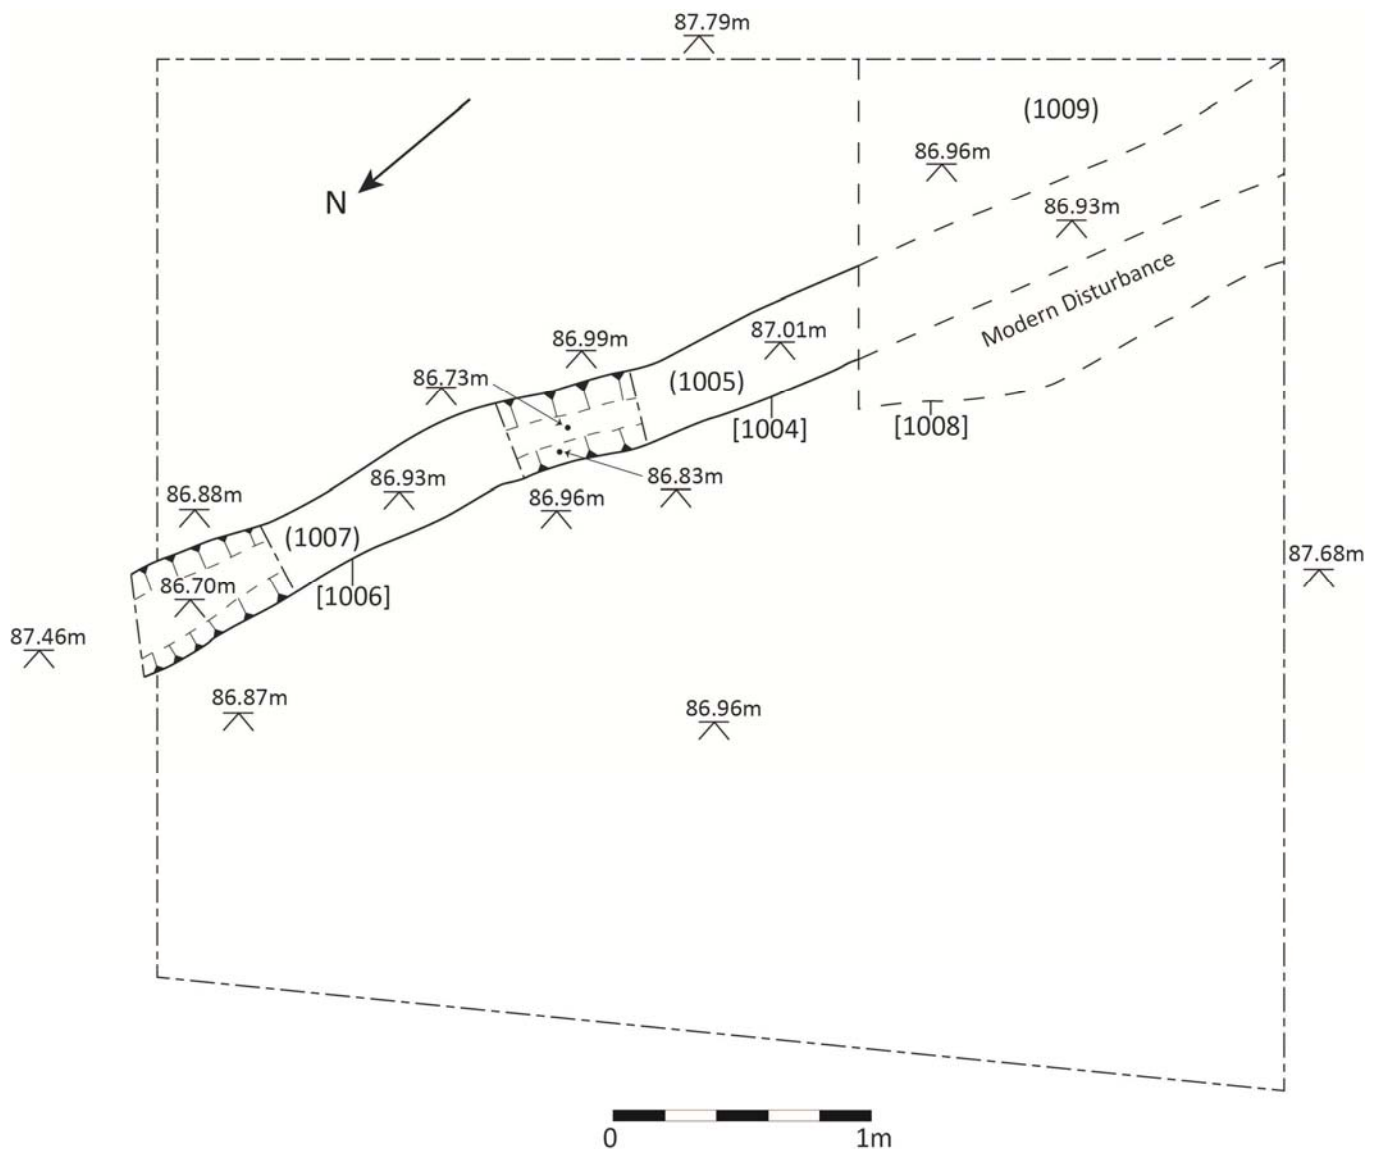 87.79m
(1009)
86.96m
N
86.93m
Modern Disturbance
87.01m
86.99m
86.73m
(1005)
[1004]
[1008]
86.93m
86.83m
86.88m
86.96m
(1007)
87.68m
86.70m
[1006]
87.46m
86.87m
86.96m
0 1m